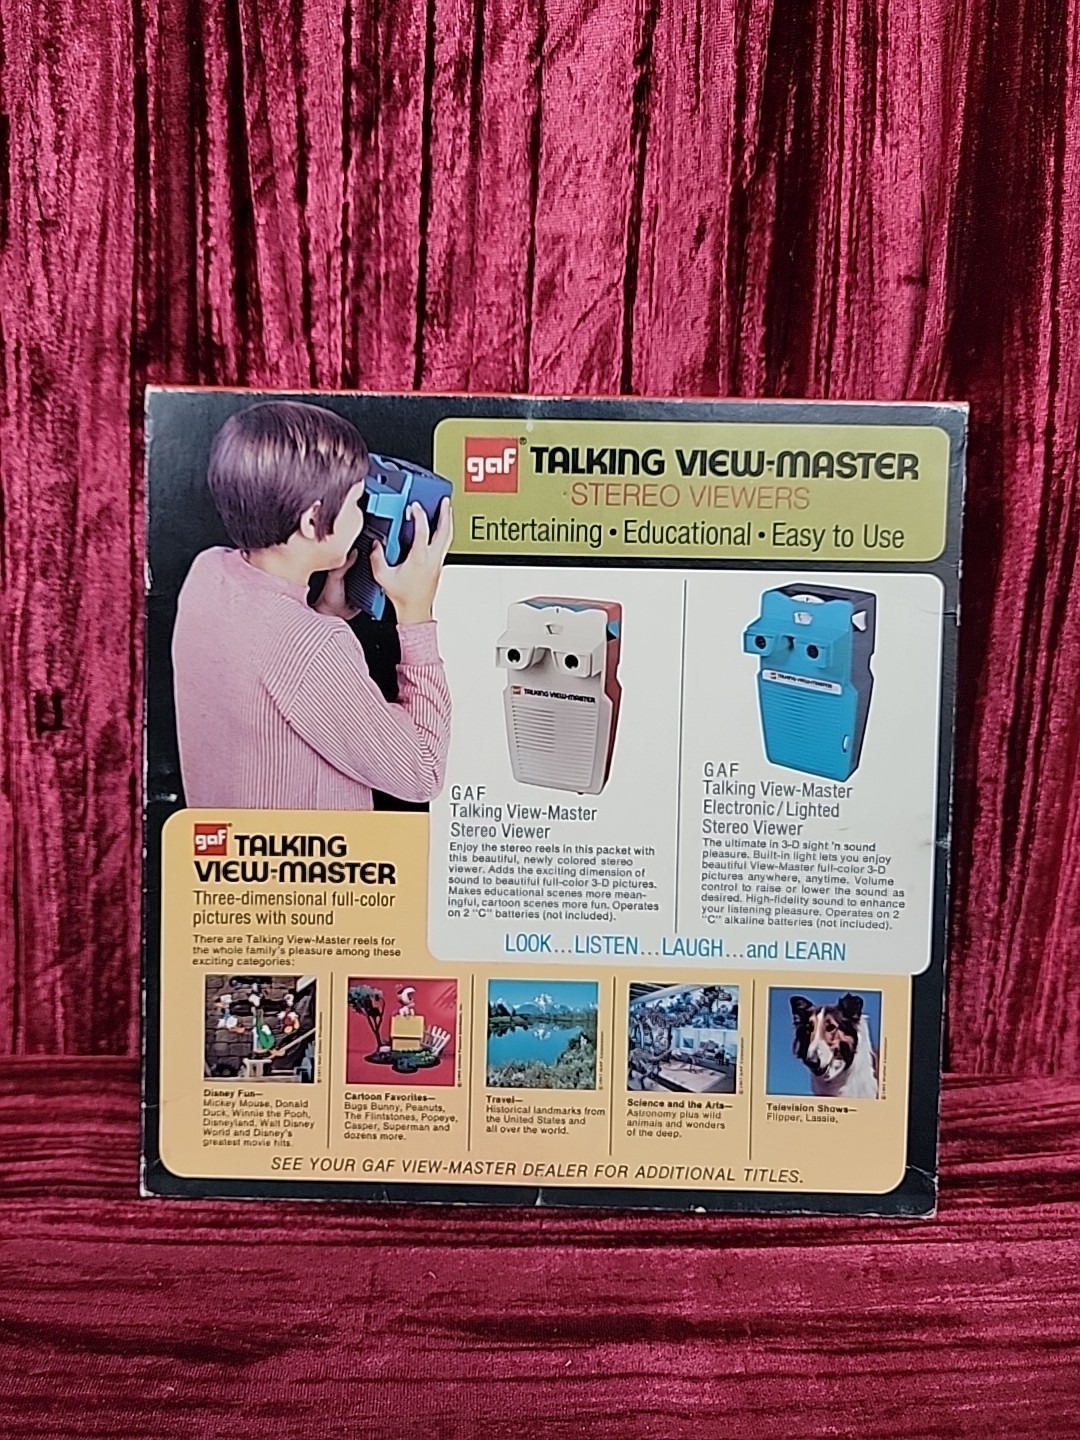 gaf® TALKING VIEW-MASTER
STEREO VIEWERS
Entertaining • Educational • Easy to Use
gaf TALKING VIEW-MASTER
TALKING VIEW-MASTER
GAF
Talking View-Master
Stereo Viewer
Enjoy the stereo reels in this packet with
this beautiful, newly colored stereo
viewer. Adds the exciting dimension of
sound to beautiful full-color 3-D pictures.
Makes educational scenes more mean-
ingful, cartoon scenes more fun. Operates
on 2 "C" batteries (not included).
GAF
Talking View-Master
Electronic/Lighted
Stereo Viewer
The ultimate in 3-D sight 'n sound
pleasure. Built-in light lets you enjoy
beautiful View-Master full-color 3-D
pictures anywhere, anytime. Volume
control to raise or lower the sound as
desired. High-fidelity sound to enhance
your listening pleasure. Operates on 2
"C" alkaline batteries (not included).
LOOK...LISTEN...LAUGH...and LEARN
gaf® TALKING
VIEW-MASTER
Three-dimensional full-color
pictures with sound
There are Talking View-Master reels for
the whole family's pleasure among these
exciting categories:
Disney Fun—
Mickey Mouse, Donald
Duck, Winnie the Pooh,
Disneyland, Walt Disney
World and Disney's
greatest movie hits.
Cartoon Favorites—
Bugs Bunny, Peanuts,
The Flintstones, Popeye,
Casper, Superman and
dozens more.
Travel—
Historical landmarks from
the United States and
all over the world.
Science and the Arts—
Astronomy plus wild
animals and wonders
of the deep.
Television Shows—
Flipper, Lassie,
SEE YOUR GAF VIEW-MASTER DEALER FOR ADDITIONAL TITLES.